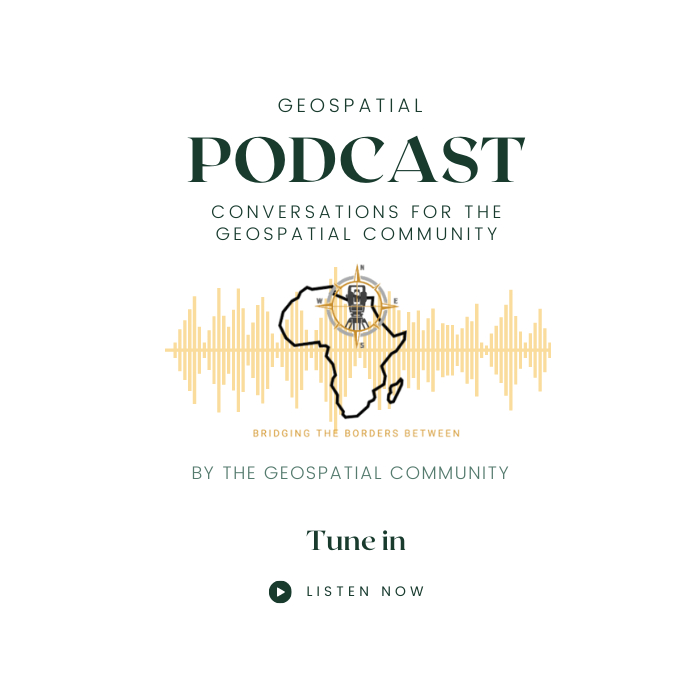 GEOSPATIAL
PODCAST
CONVERSATIONS FOR THE
GEOSPATIAL COMMUNITY
N
W E
S
BRIDGING THE BORDERS BETWEEN
BY THE GEOSPATIAL COMMUNITY
Tune in
LISTEN NOW